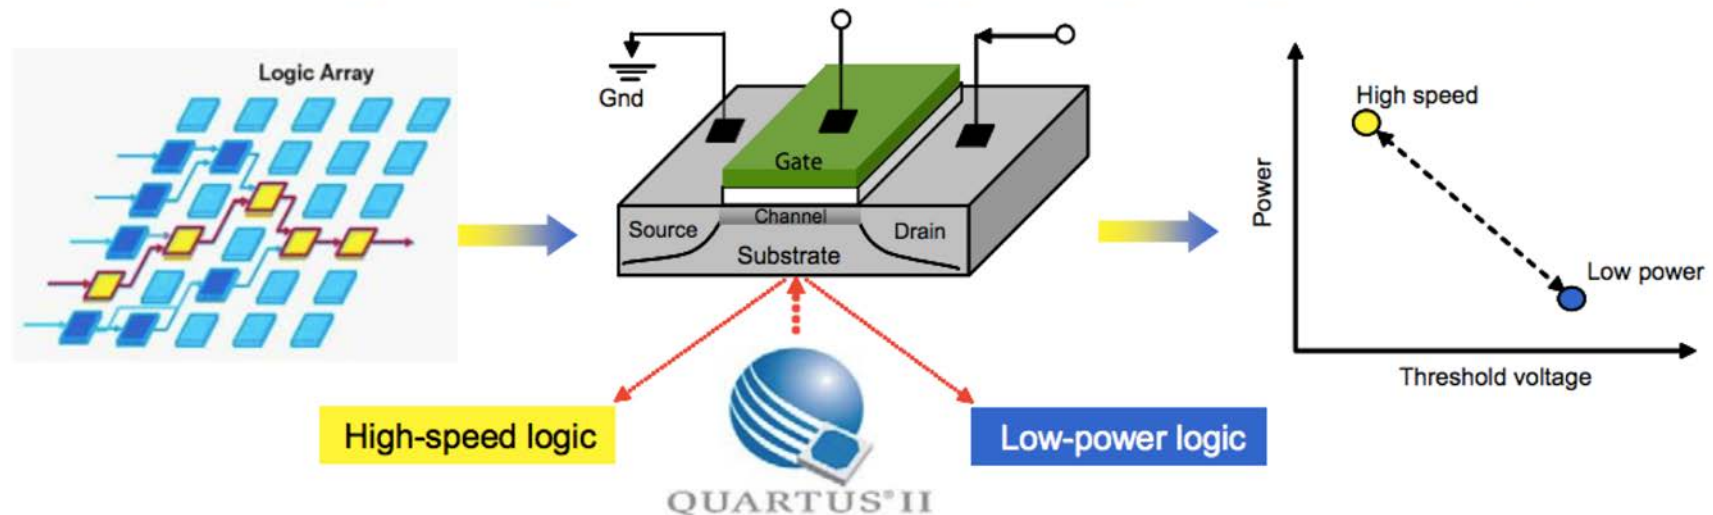 Logic Array
Gnd
Gate
Channel
Source
Drain
Substrate
High-speed logic
Low-power logic
QUARTUS®II
High speed
Low power
Power
Threshold voltage